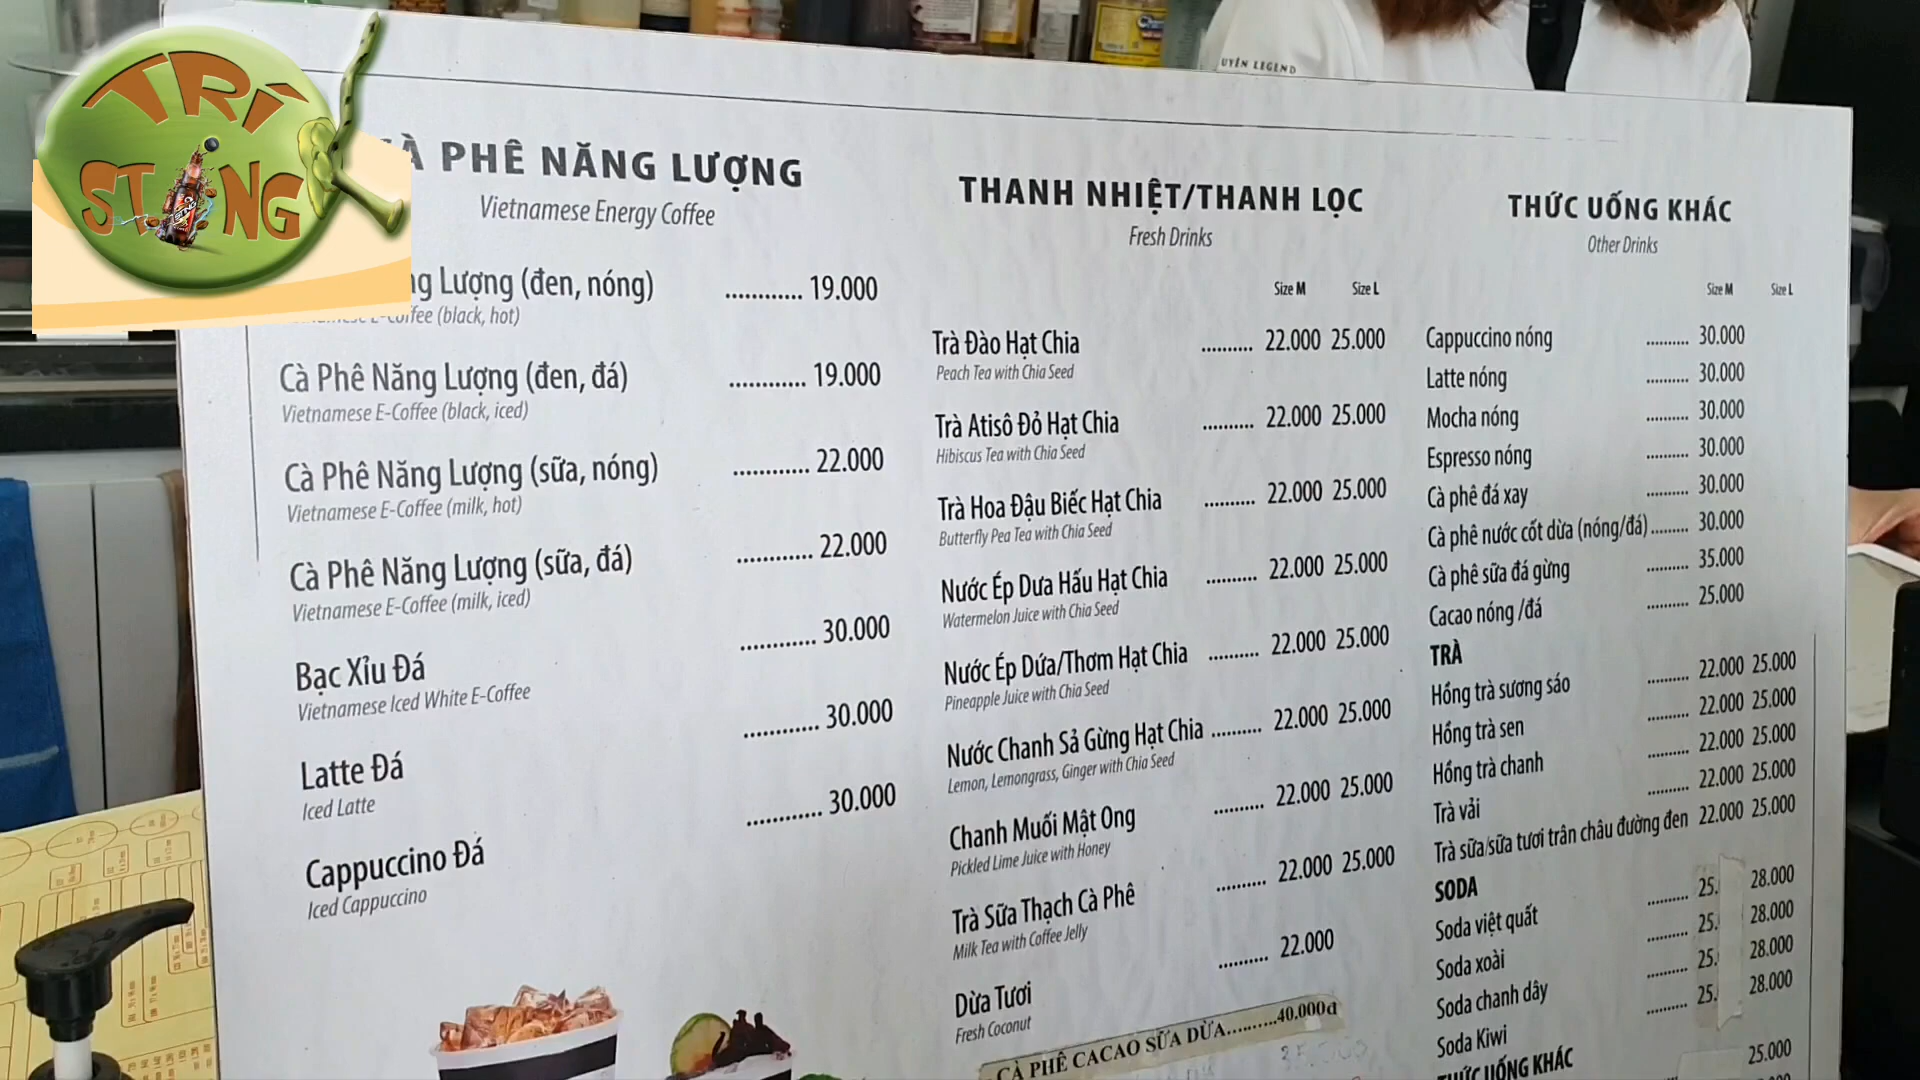 TRÍ
STING
UYÊN LEGEND
CÀ PHÊ NĂNG LƯỢNG
Vietnamese Energy Coffee
Lượng (đen, nóng) ............ 19.000
E-Coffee (black, hot)
Cà Phê Năng Lượng (đen, đá) ............ 19.000
Vietnamese E-Coffee (black, iced)
Cà Phê Năng Lượng (sữa, nóng) ............ 22.000
Vietnamese E-Coffee (milk, hot)
Cà Phê Năng Lượng (sữa, đá) ............ 22.000
Vietnamese E-Coffee (milk, iced)
Bạc Xỉu Đá ............ 30.000
Vietnamese Iced White E-Coffee
Latte Đá ............ 30.000
Iced Latte
Cappuccino Đá ............ 30.000
Iced Cappuccino
THANH NHIỆT/THANH LỌC
Fresh Drinks
Size M Size L
Trà Đào Hạt Chia .......... 22.000 25.000
Peach Tea with Chia Seed
Trà Atisô Đỏ Hạt Chia .......... 22.000 25.000
Hibiscus Tea with Chia Seed
Trà Hoa Đậu Biếc Hạt Chia .......... 22.000 25.000
Butterfly Pea Tea with Chia Seed
Nước Ép Dưa Hấu Hạt Chia .......... 22.000 25.000
Watermelon Juice with Chia Seed
Nước Ép Dứa/Thơm Hạt Chia .......... 22.000 25.000
Pineapple Juice with Chia Seed
Nước Chanh Sả Gừng Hạt Chia .......... 22.000 25.000
Lemon, Lemongrass, Ginger with Chia Seed
Chanh Muối Mật Ong .......... 22.000 25.000
Pickled Lime Juice with Honey
Trà Sữa Thạch Cà Phê .......... 22.000 25.000
Milk Tea with Coffee Jelly
Dừa Tươi .......... 22.000
Fresh Coconut
CÀ PHÊ CACAO SỮA DỪA..........40.000đ
THỨC UỐNG KHÁC
Other Drinks
Size M Size L
Cappuccino nóng .......... 30.000
Latte nóng .......... 30.000
Mocha nóng .......... 30.000
Espresso nóng .......... 30.000
Cà phê đá xay .......... 30.000
Cà phê nước cốt dừa (nóng/đá) ......... 30.000
Cà phê sữa đá gừng .......... 35.000
Cacao nóng /đá .......... 25.000
TRÀ
Hồng trà sương sáo .......... 22.000 25.000
Hồng trà sen .......... 22.000 25.000
Hồng trà chanh .......... 22.000 25.000
Trà vải .......... 22.000 25.000
Trà sữa/sữa tươi trân châu đường đen 22.000 25.000
SODA
Soda việt quất .......... 25. 28.000
Soda xoài .......... 25. 28.000
Soda chanh dây .......... 25. 28.000
Soda Kiwi .......... 25. 28.000
THỨC UỐNG KHÁC
25.000